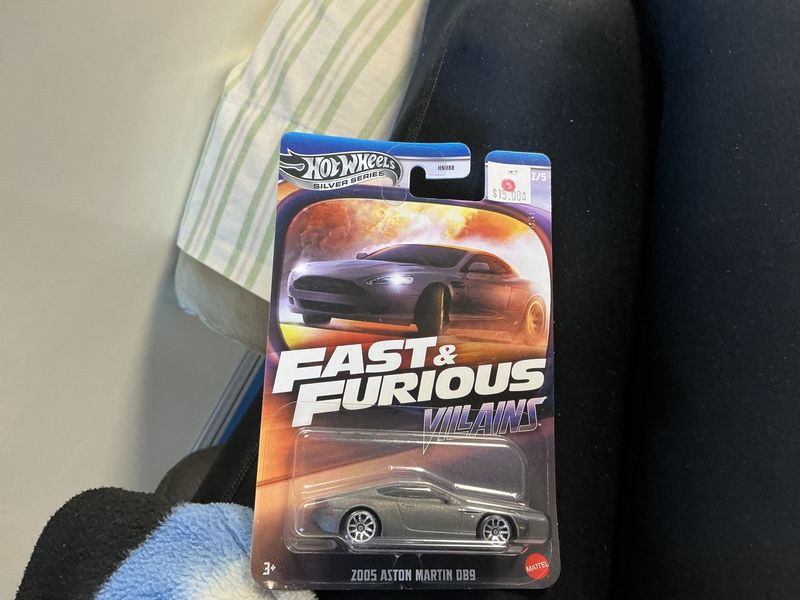 HOT WHEELS
SILVER SERIES
HNR88
2/5
$15.00
FAST &
FURIOUS
VILLAINS
3+
2005 ASTON MARTIN DB9
MATTEL